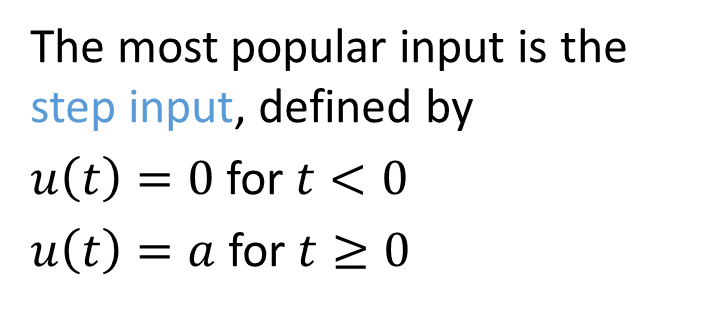 The most popular input is the
step input, defined by
u(t) = 0 for t < 0
u(t) = a for t ≥ 0